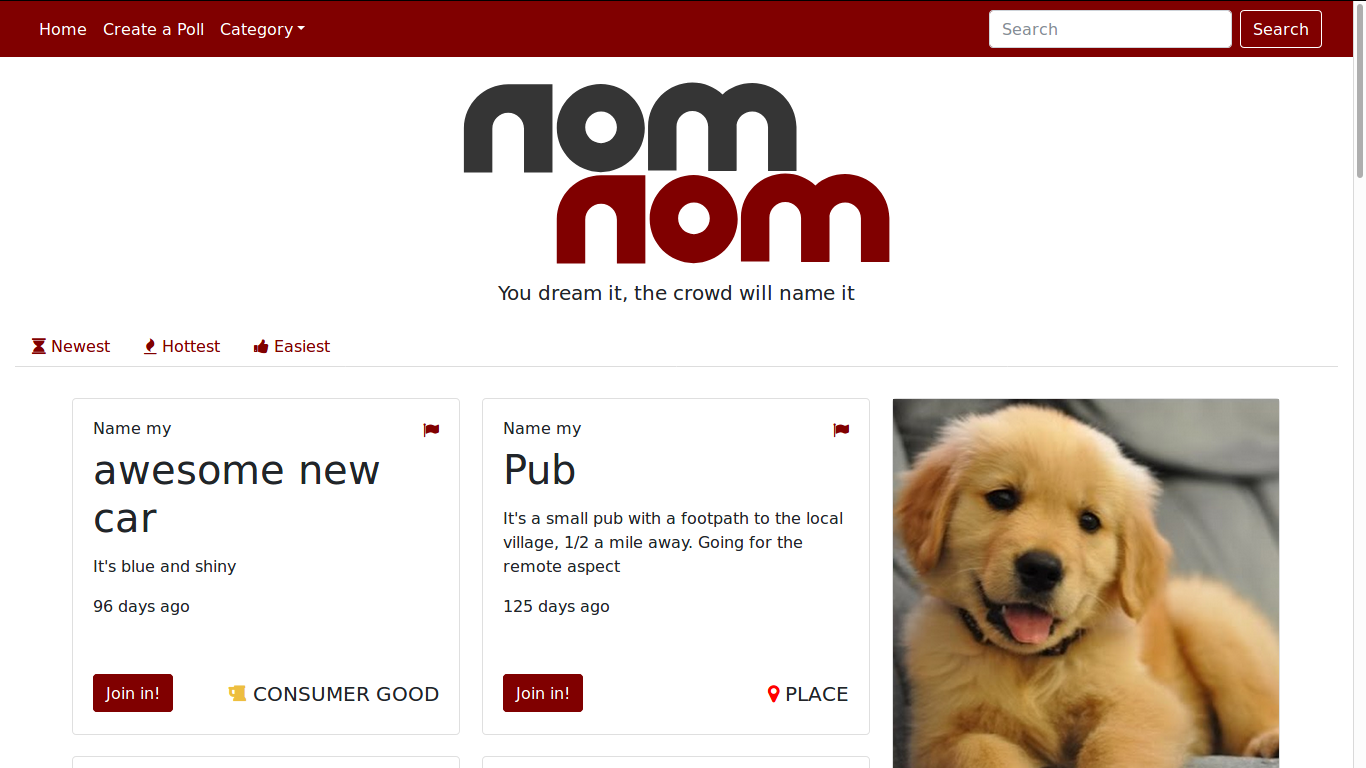 Home Create a Poll Category Search Search
nom
nom
You dream it, the crowd will name it
Newest Hottest Easiest
Name my
awesome new
car
It's blue and shiny
96 days ago
Join in! CONSUMER GOOD
Name my
Pub
It's a small pub with a footpath to the local
village, 1/2 a mile away. Going for the
remote aspect
125 days ago
Join in! PLACE